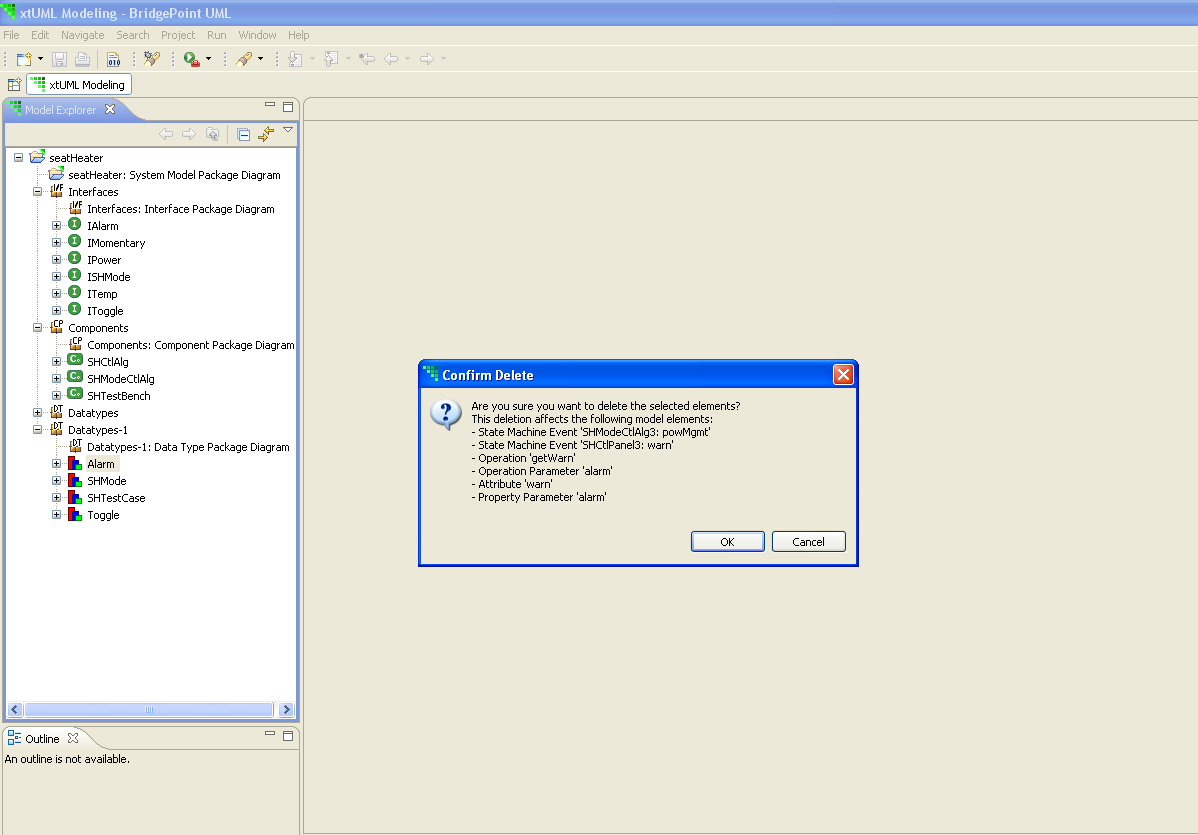 xtUML Modeling - BridgePoint UML
File Edit Navigate Search Project Run Window Help
010
xtUML Modeling
Model Explorer
seatHeater
seatHeater: System Model Package Diagram
Interfaces
Interfaces: Interface Package Diagram
IAlarm
IMomentary
IPower
ISHMode
ITemp
IToggle
Components
Components: Component Package Diagram
SHCtlAlg
SHModeCtlAlg
SHTestBench
Datatypes
Datatypes-1
Datatypes-1: Data Type Package Diagram
Alarm
SHMode
SHTestCase
Toggle
Confirm Delete
Are you sure you want to delete the selected elements?
This deletion affects the following model elements:
- State Machine Event 'SHModeCtlAlg3: powMgmt'
- State Machine Event 'SHCtlPanel3: warn'
- Operation 'getWarn'
- Operation Parameter 'alarm'
- Attribute 'warn'
- Property Parameter 'alarm'
OK Cancel
Outline
An outline is not available.